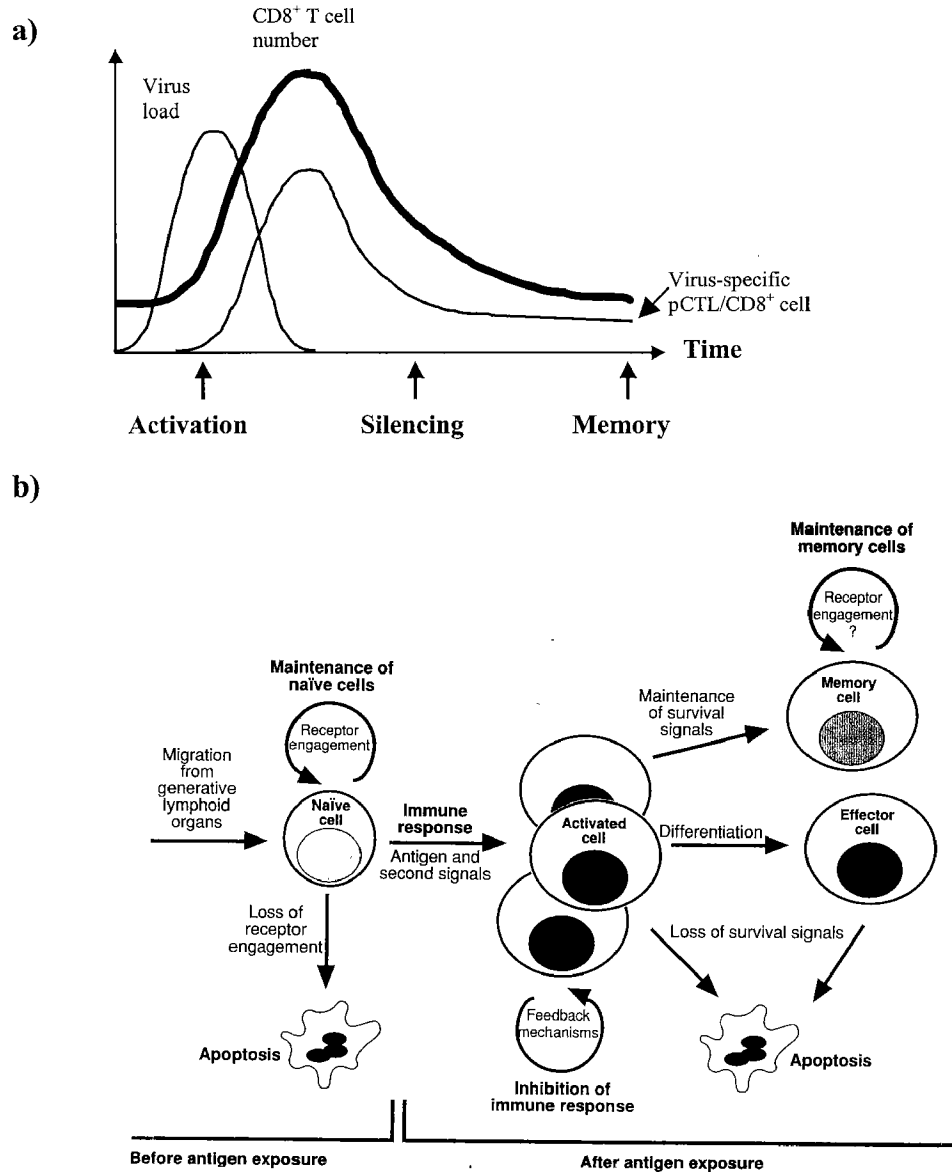 a)
CD8⁺ T cell
number
Virus
load
Virus-specific
pCTL/CD8⁺ cell
Time
Activation
Silencing
Memory
b)
Maintenance of
memory cells
Receptor
engagement
?
Memory
cell
Maintenance of
naïve cells
Receptor
engagement
Maintenance
of survival
signals
Migration
from
generative
lymphoid
organs
Naïve
cell
Immune
response
Antigen and
second signals
Activated
cell
Differentiation
Effector
cell
Loss of
receptor
engagement
Loss of survival signals
Apoptosis
Feedback
mechanisms
Apoptosis
Inhibition of
immune response
Before antigen exposure
After antigen exposure